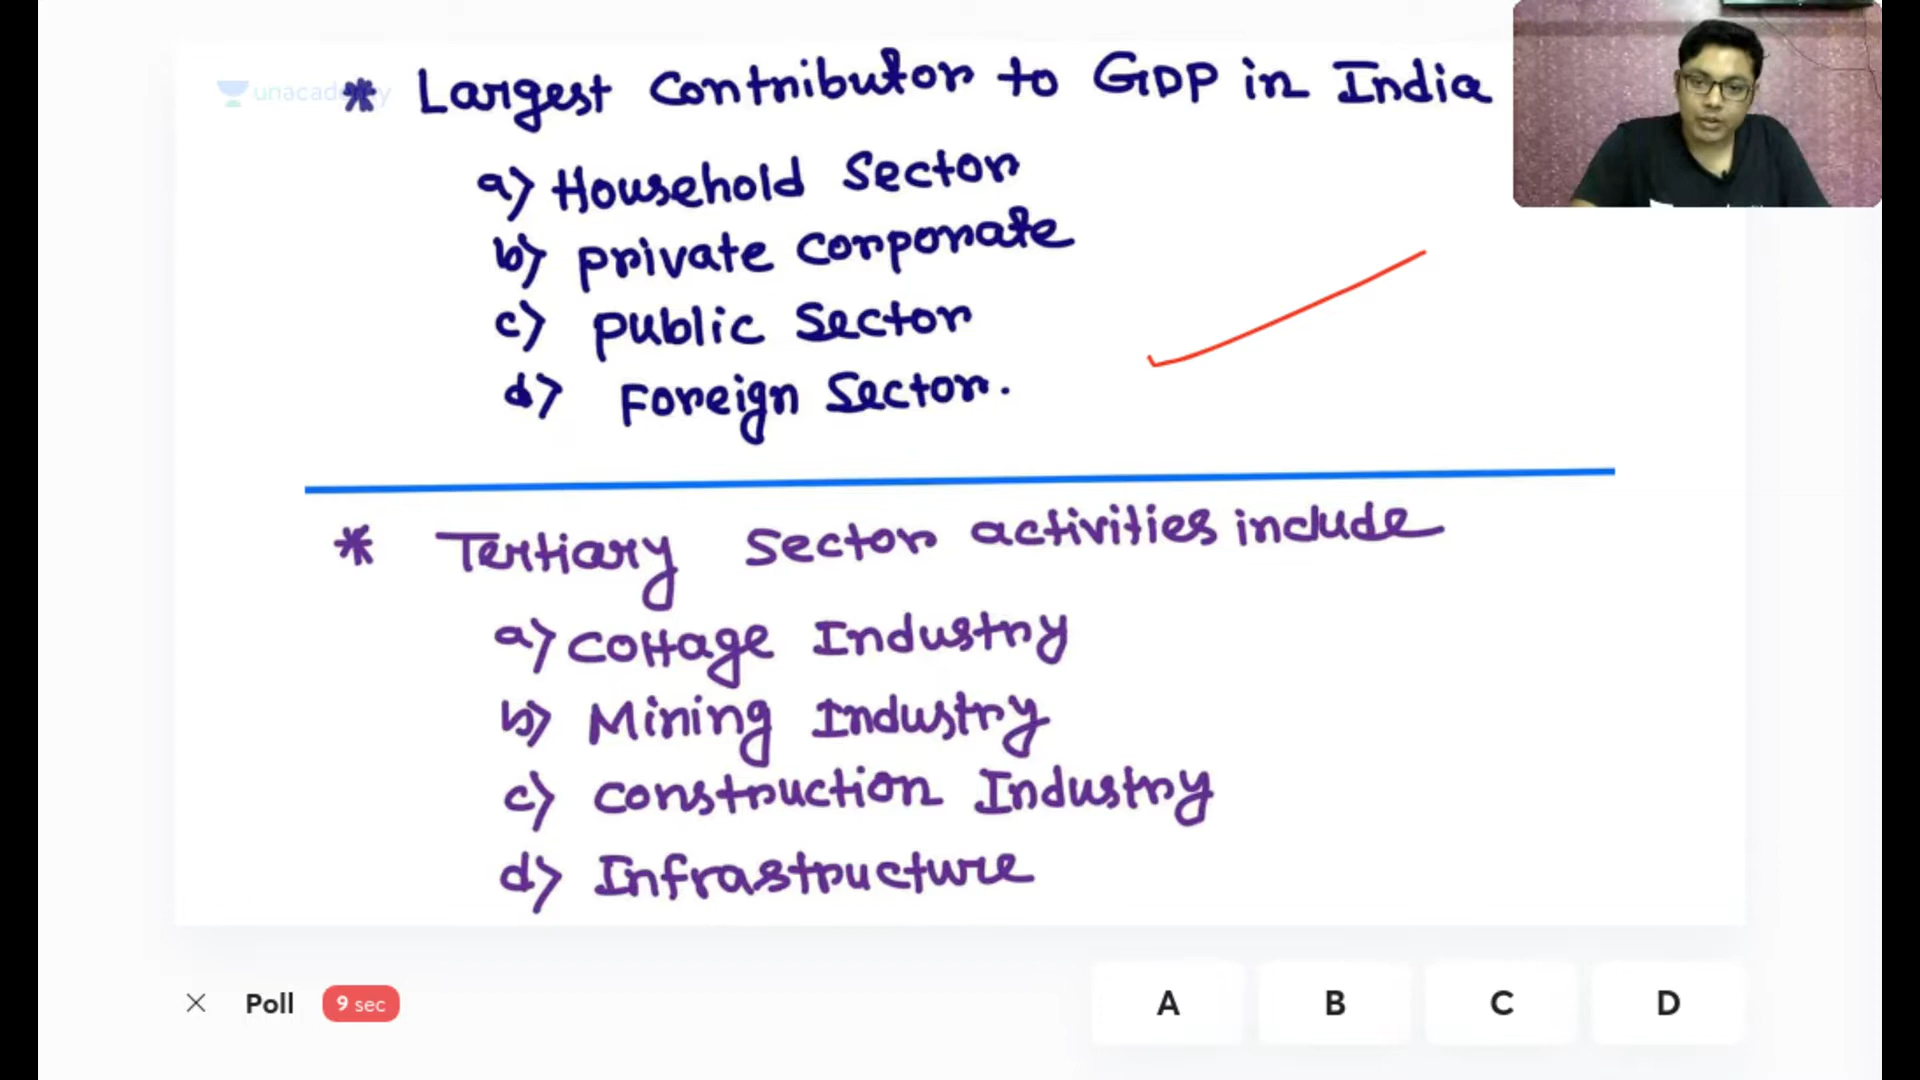 unacademy
* Largest Contributor to GDP in India
a) Household Sector
b) private corporate
c) public Sector
d) Foreign Sector.
* Tertiary Sector activities include
a) Cottage Industry
b) Mining Industry
c) construction Industry
d) Infrastructure
× Poll 9 sec A B C D